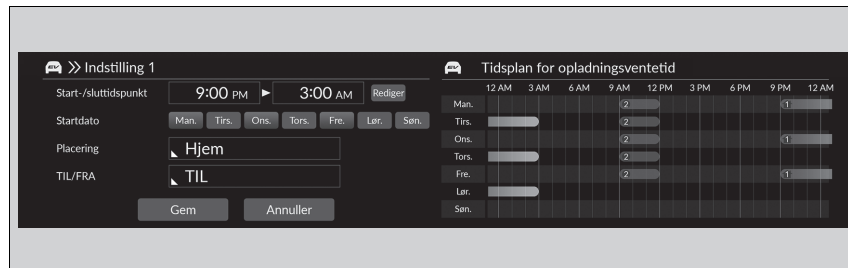 EV >> Indstilling 1
Start-/sluttidspunkt 9:00 PM ► 3:00 AM Rediger
Startdato Man. Tirs. Ons. Tors. Fre. Lør. Søn.
Placering Hjem
TIL/FRA TIL
Gem Annuller
EV Tidsplan for opladningsventetid
12 AM 3 AM 6 AM 9 AM 12 PM 3 PM 6 PM 9 PM 12 AM
Man. 2 1
Tirs. 2
Ons. 2 1
Tors. 2
Fre. 2 1
Lør.
Søn.